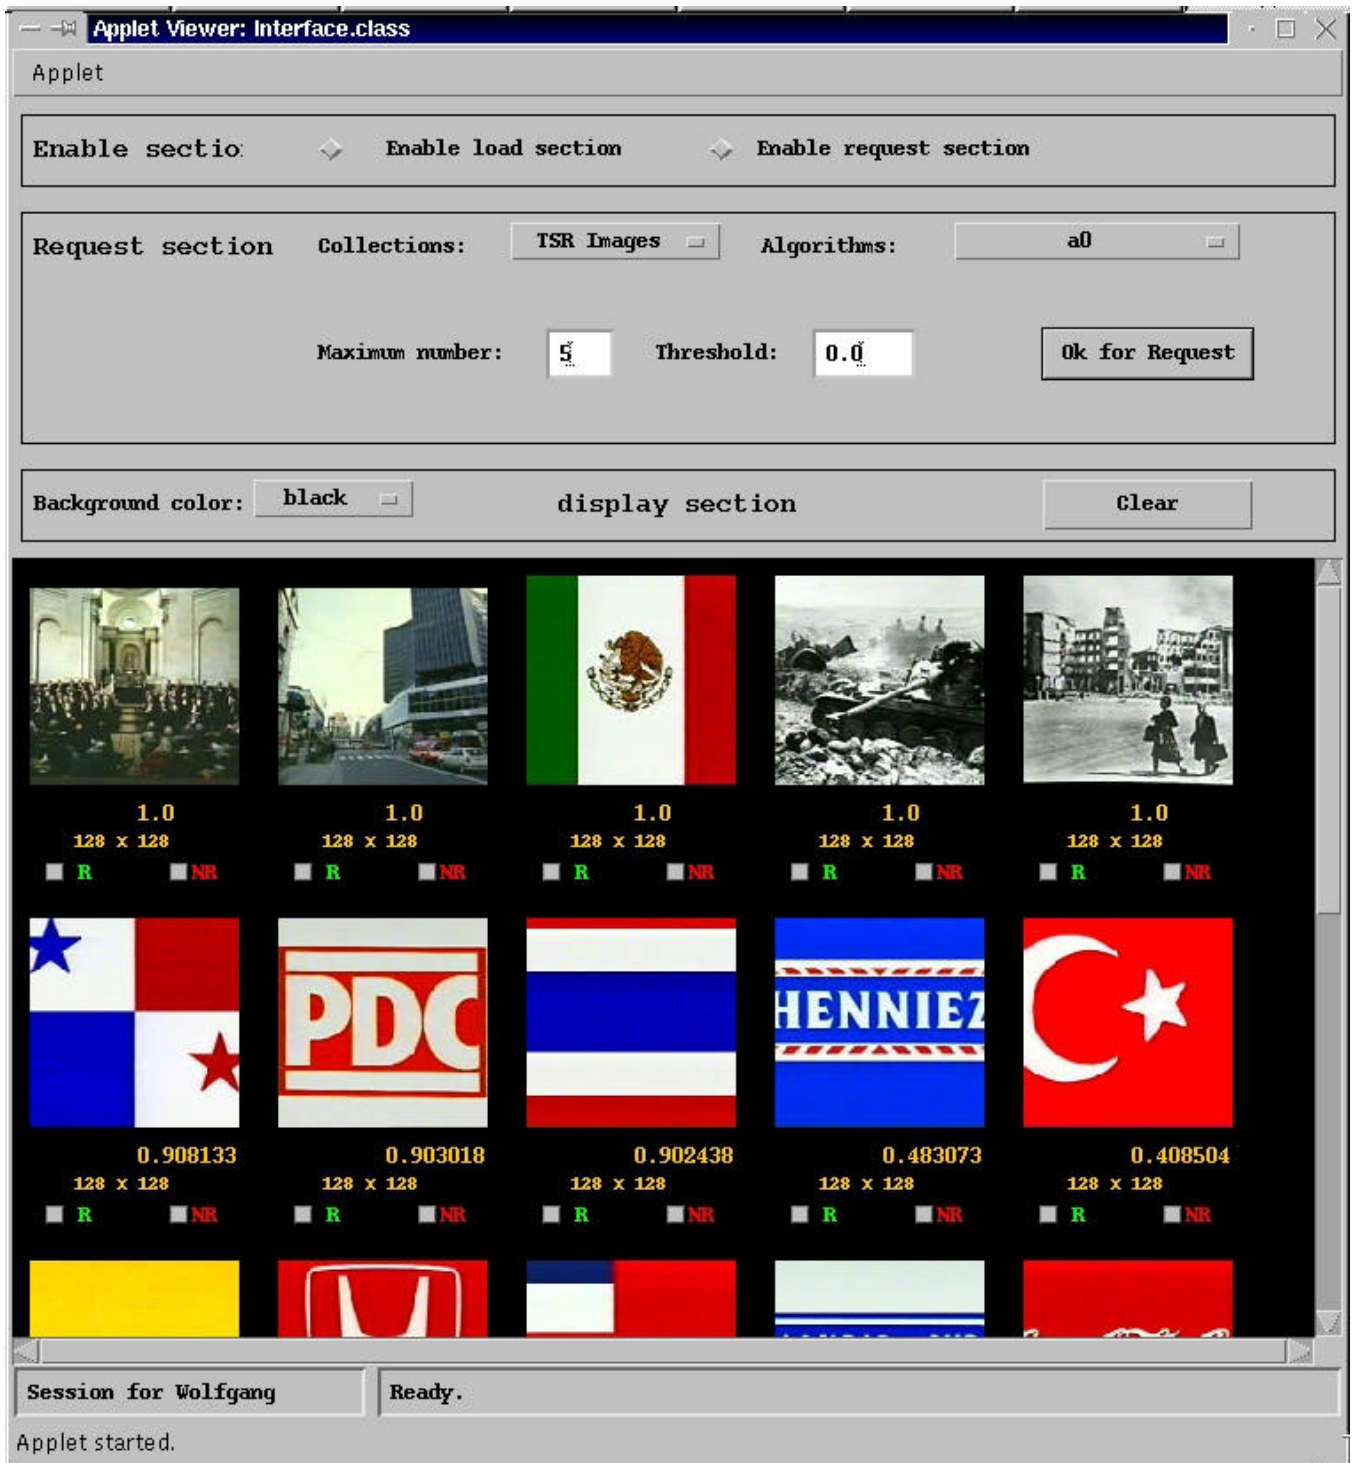 Applet Viewer: Interface.class
Applet
Enable sectio
Enable load section
Enable request section
Request section
Collections: TSR Images
Algorithms: a0
Maximum number: 5
Threshold: 0.0
Ok for Request
Background color: black
display section
Clear
1.0 1.0 1.0 1.0 1.0
128 x 128 128 x 128 128 x 128 128 x 128 128 x 128
R NR R NR R NR R NR R NR
PDC
HENNIEZ
0.908133 0.903018 0.902438 0.483073 0.408504
128 x 128 128 x 128 128 x 128 128 x 128 128 x 128
R NR R NR R NR R NR R NR
Session for Wolfgang
Ready.
Applet started.